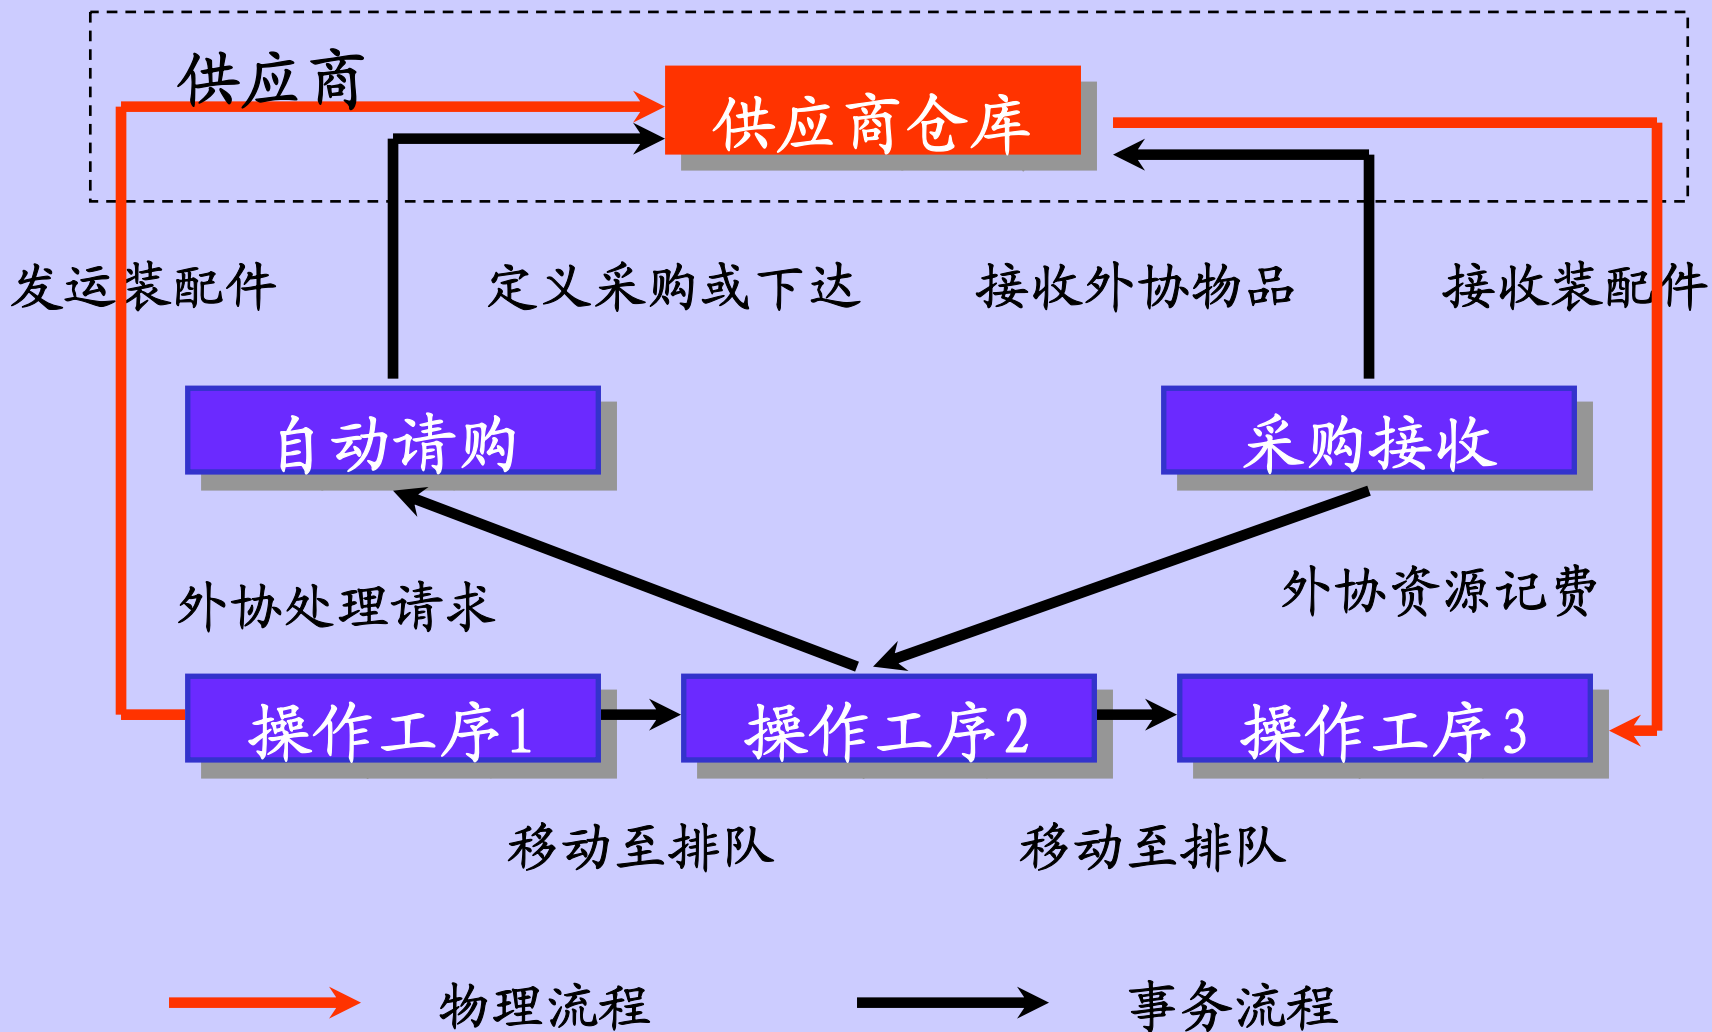 供应商
供应商仓库
发运装配件
定义采购或下达
接收外协物品
接收装配件
自动请购
采购接收
外协处理请求
外协资源记费
操作工序1
操作工序2
操作工序3
移动至排队
移动至排队
物理流程
事务流程